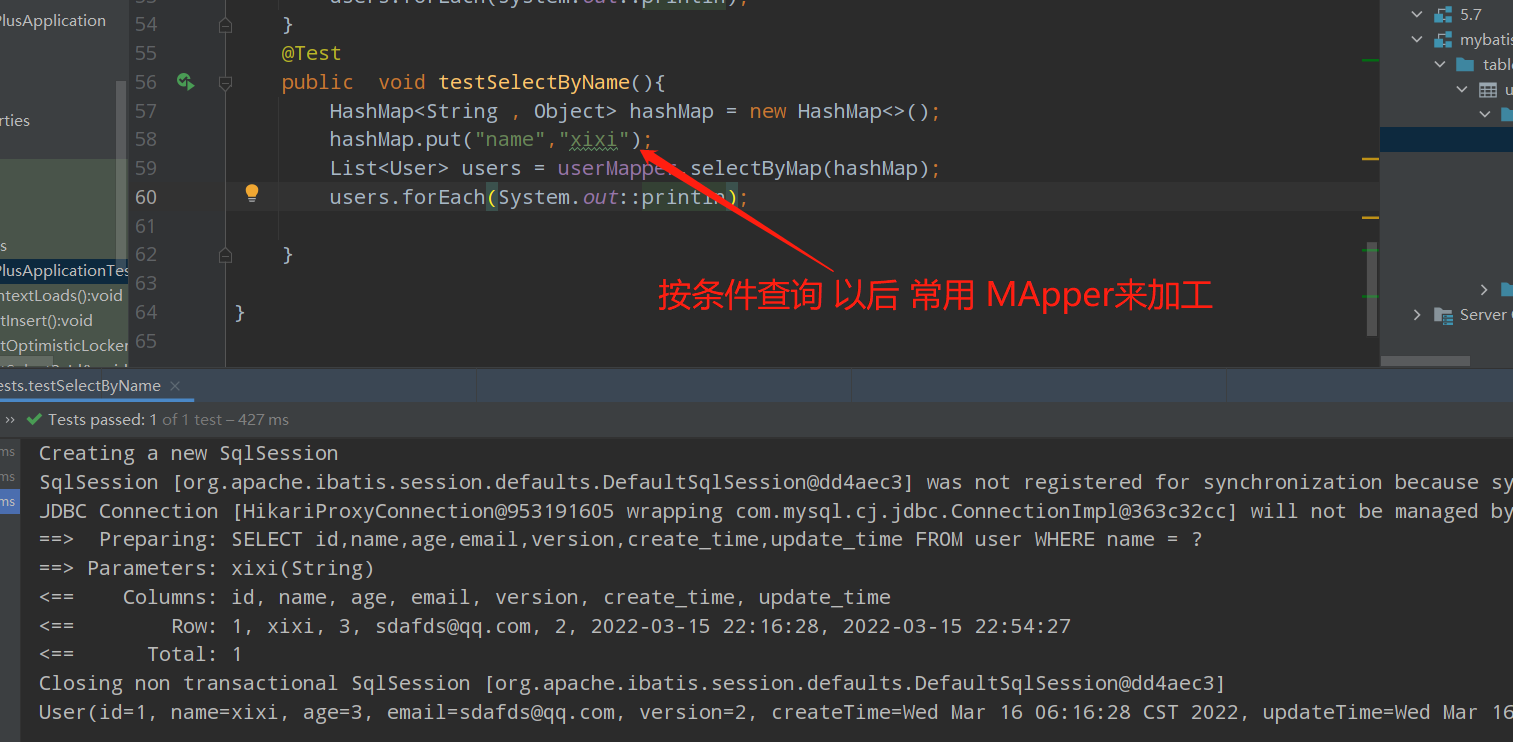 53 users.forEach(System.out::println);
lusApplication 54 }
55 @Test
56 public void testSelectByName(){
57 HashMap<String , Object> hashMap = new HashMap<>();
rties
58 hashMap.put("name","xixi");
59 List<User> users = userMapper.selectByMap(hashMap);
60 users.forEach(System.out::println);
61
s
62 }
lusApplicationTes
63
ntextLoads():void
64 }
tInsert():void
65
tOptimisticLocker
按条件查询 以后 常用 MApper来加工
5.7
mybatis
table
u
Server
ests.testSelectByName ×
» Tests passed: 1 of 1 test – 427 ms
ms
ms
ms
Creating a new SqlSession
SqlSession [org.apache.ibatis.session.defaults.DefaultSqlSession@dd4aec3] was not registered for synchronization because sy
JDBC Connection [HikariProxyConnection@953191605 wrapping com.mysql.cj.jdbc.ConnectionImpl@363c32cc] will not be managed by
==> Preparing: SELECT id,name,age,email,version,create_time,update_time FROM user WHERE name = ?
==> Parameters: xixi(String)
<== Columns: id, name, age, email, version, create_time, update_time
<== Row: 1, xixi, 3, sdafds@qq.com, 2, 2022-03-15 22:16:28, 2022-03-15 22:54:27
<== Total: 1
Closing non transactional SqlSession [org.apache.ibatis.session.defaults.DefaultSqlSession@dd4aec3]
User(id=1, name=xixi, age=3, email=sdafds@qq.com, version=2, createTime=Wed Mar 16 06:16:28 CST 2022, updateTime=Wed Mar 16